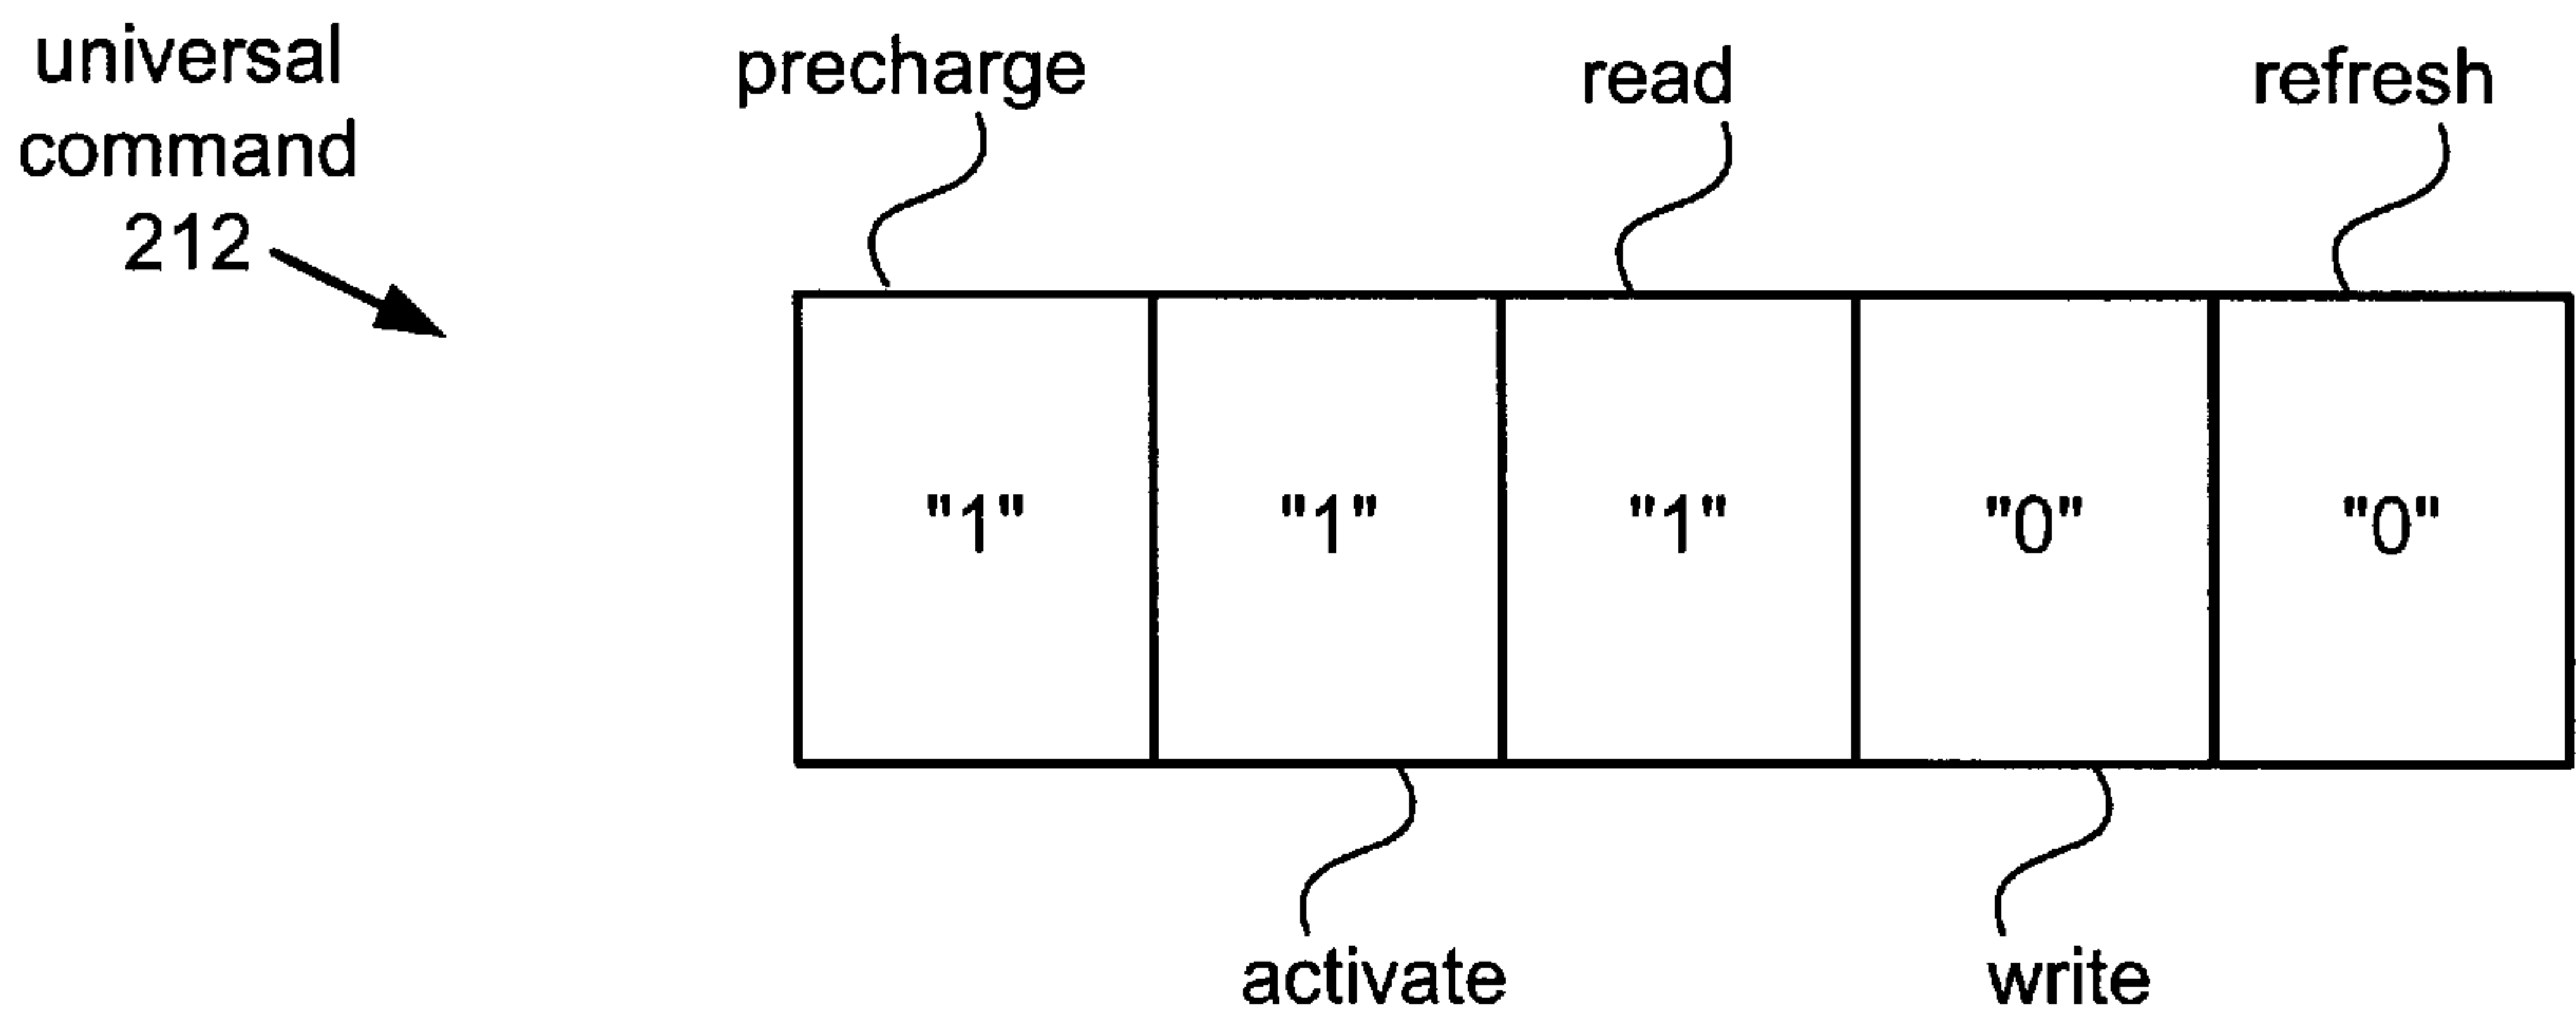 universal
command
212
precharge
read
refresh
"1"
"1"
"1"
"0"
"0"
activate
write